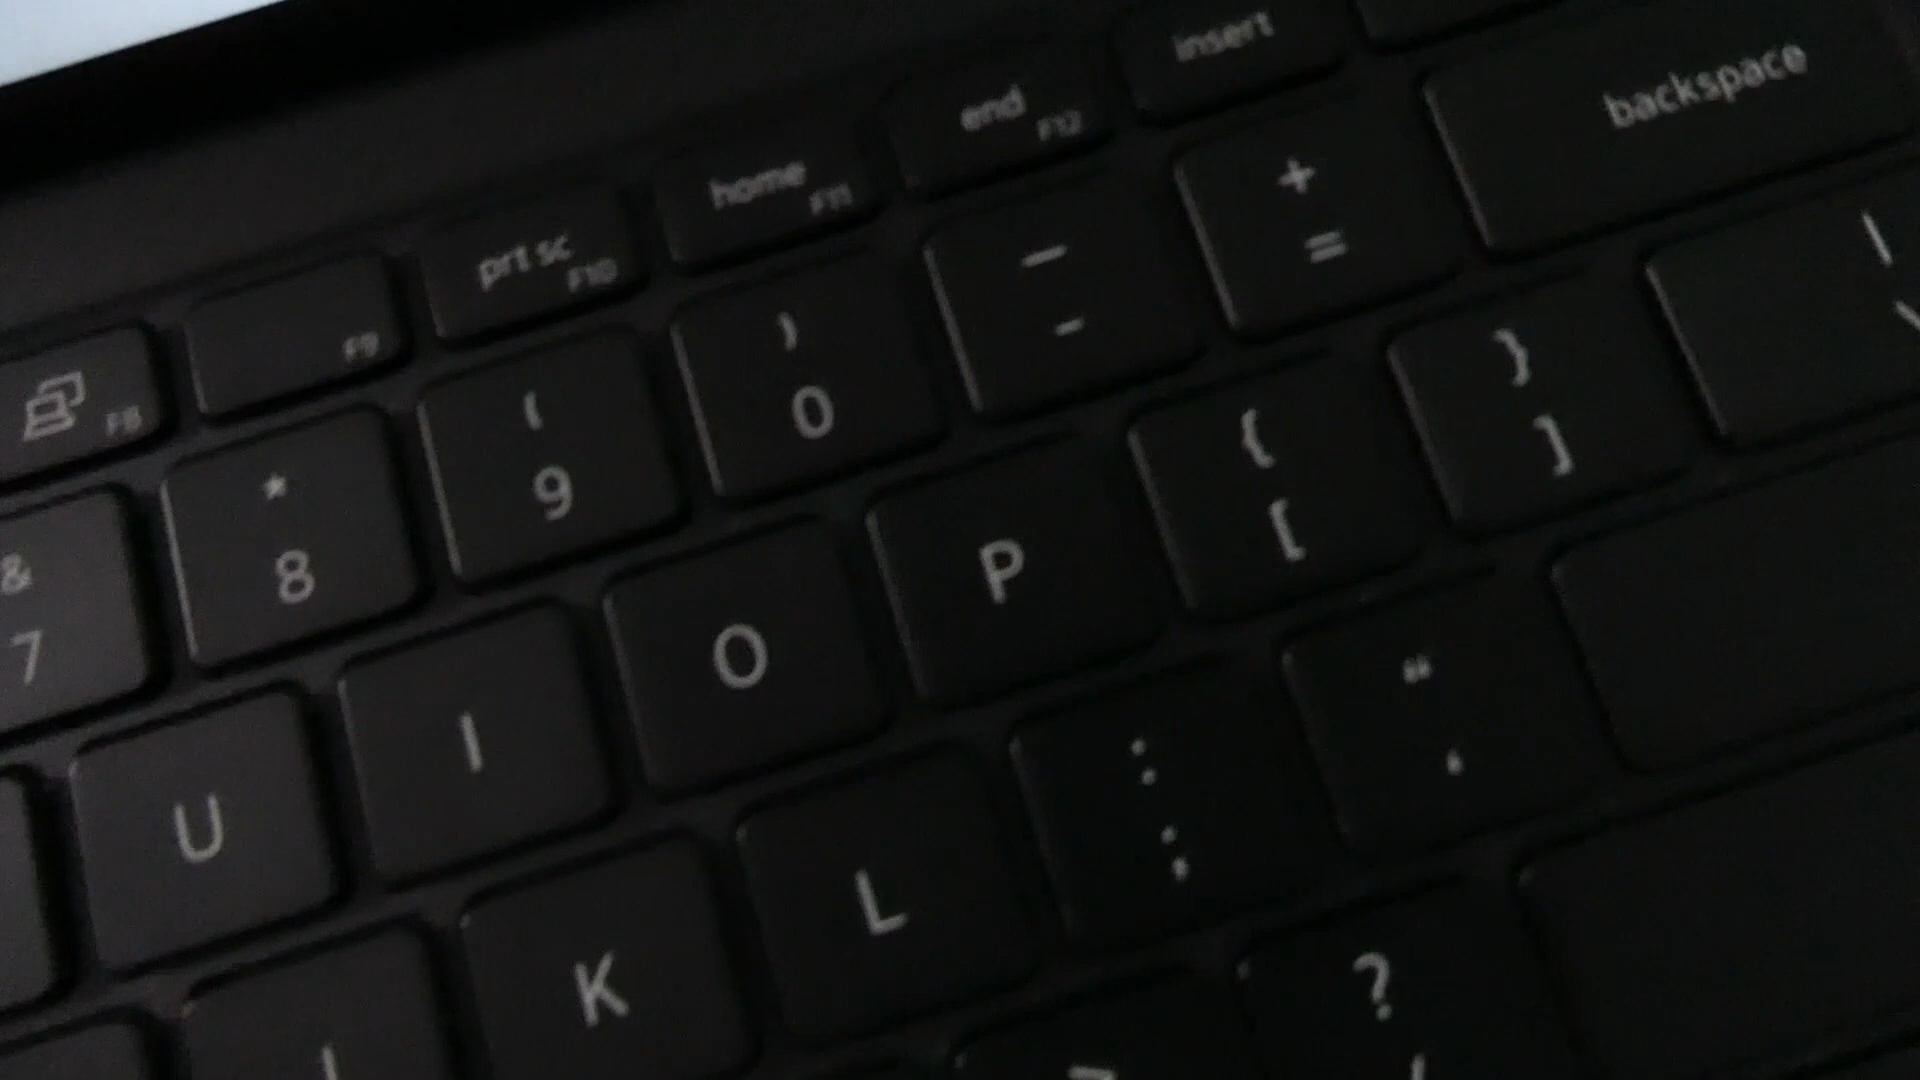 F8 F9 prt sc F10 home F11 end F12 insert
& 7 * 8 ( 9 ) 0 _ - + = backspace
U I O P { [ } ] | \
J K L : ; " '
> ? /